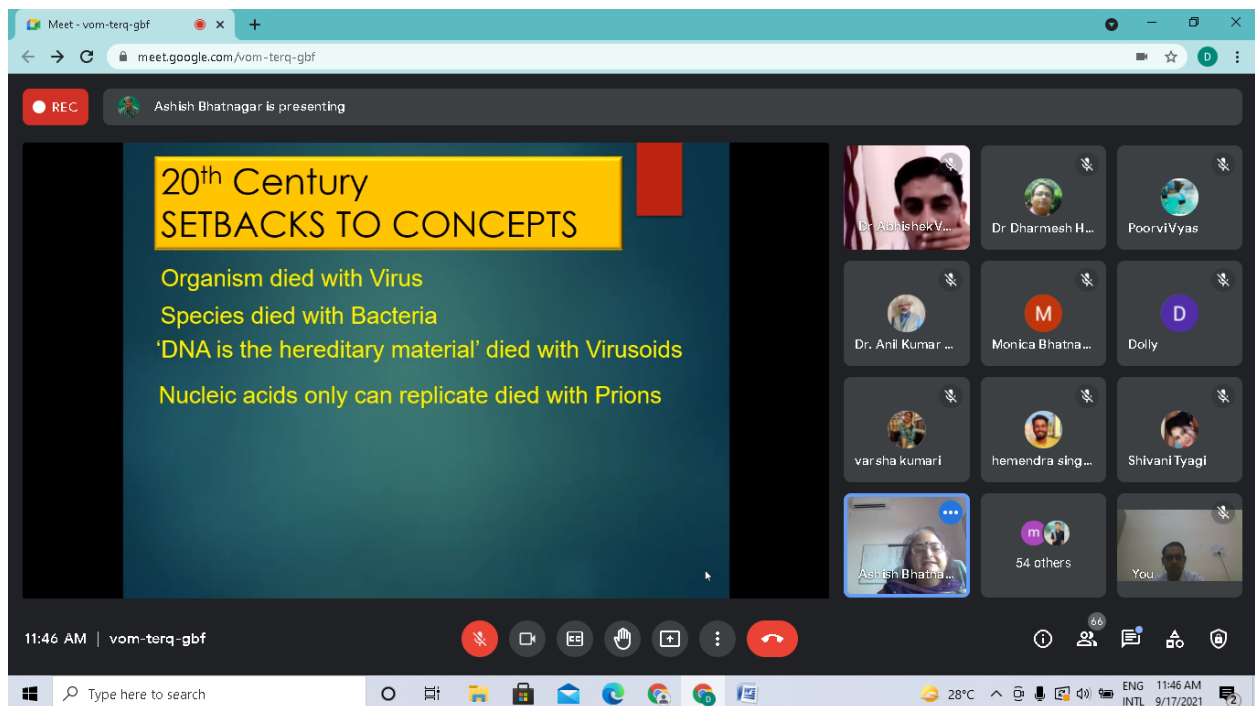 Meet - vom-terq-gbf
meet.google.com/vom-terq-gbf
D
REC
Ashish Bhatnagar is presenting
20th Century
SETBACKS TO CONCEPTS
Organism died with Virus
Species died with Bacteria
‘DNA is the hereditary material’ died with Virusoids
Nucleic acids only can replicate died with Prions
Dr Abhishek V...
Dr Dharmesh H...
Poorvi Vyas
Dr. Anil Kumar ...
M
Monica Bhatna...
D
Dolly
varsha kumari
hemendra sing...
Shivani Tyagi
Ashish Bhatna...
m
54 others
You
11:46 AM | vom-terq-gbf
CC
66
Type here to search
28°C
ENG
INTL
11:46 AM
9/17/2021
2